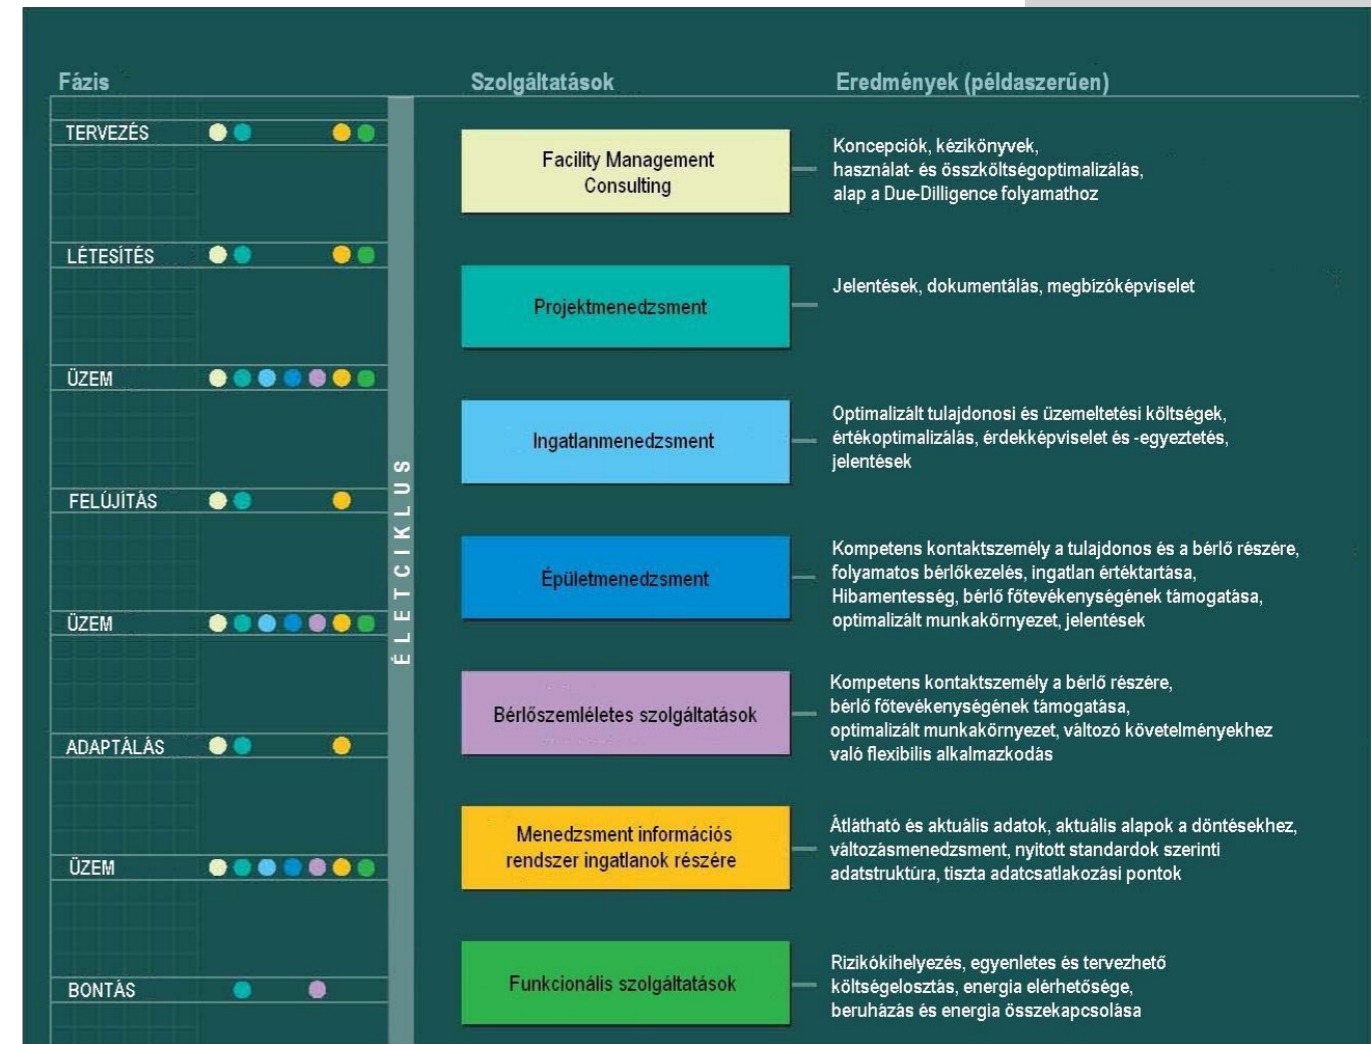 Fázis
Szolgáltatások
Eredmények (példaszerűen)
TERVEZÉS
LÉTESÍTÉS
ÜZEM
FELÚJÍTÁS
ÜZEM
ADAPTÁLÁS
ÜZEM
BONTÁS
ÉLETCIKLUS
Facility Management
Consulting
Koncepciók, kézikönyvek,
használat- és összköltségoptimalizálás,
alap a Due-Dilligence folyamathoz
Projektmenedzsment
Jelentések, dokumentálás, megbízóképviselet
Ingatlanmenedzsment
Optimalizált tulajdonosi és üzemeltetési költségek,
értékoptimalizálás, érdekképviselet és -egyeztetés,
jelentések
Épületmenedzsment
Kompetens kontaktszemély a tulajdonos és a bérlő részére,
folyamatos bérlőkezelés, ingatlan értéktartása,
Hibamentesség, bérlő főtevékenységének támogatása,
optimalizált munkakörnyezet, jelentések
Bérlőszemléletes szolgáltatások
Kompetens kontaktszemély a bérlő részére,
bérlő főtevékenységének támogatása,
optimalizált munkakörnyezet, változó követelményekhez
való flexibilis alkalmazkodás
Menedzsment információs
rendszer ingatlanok részére
Átlátható és aktuális adatok, aktuális alapok a döntésekhez,
változásmenedzsment, nyitott standardok szerinti
adatstruktúra, tiszta adatcsatlakozási pontok
Funkcionális szolgáltatások
Rizikókihelyezés, egyenletes és tervezhető
költségelosztás, energia elérhetősége,
beruházás és energia összekapcsolása